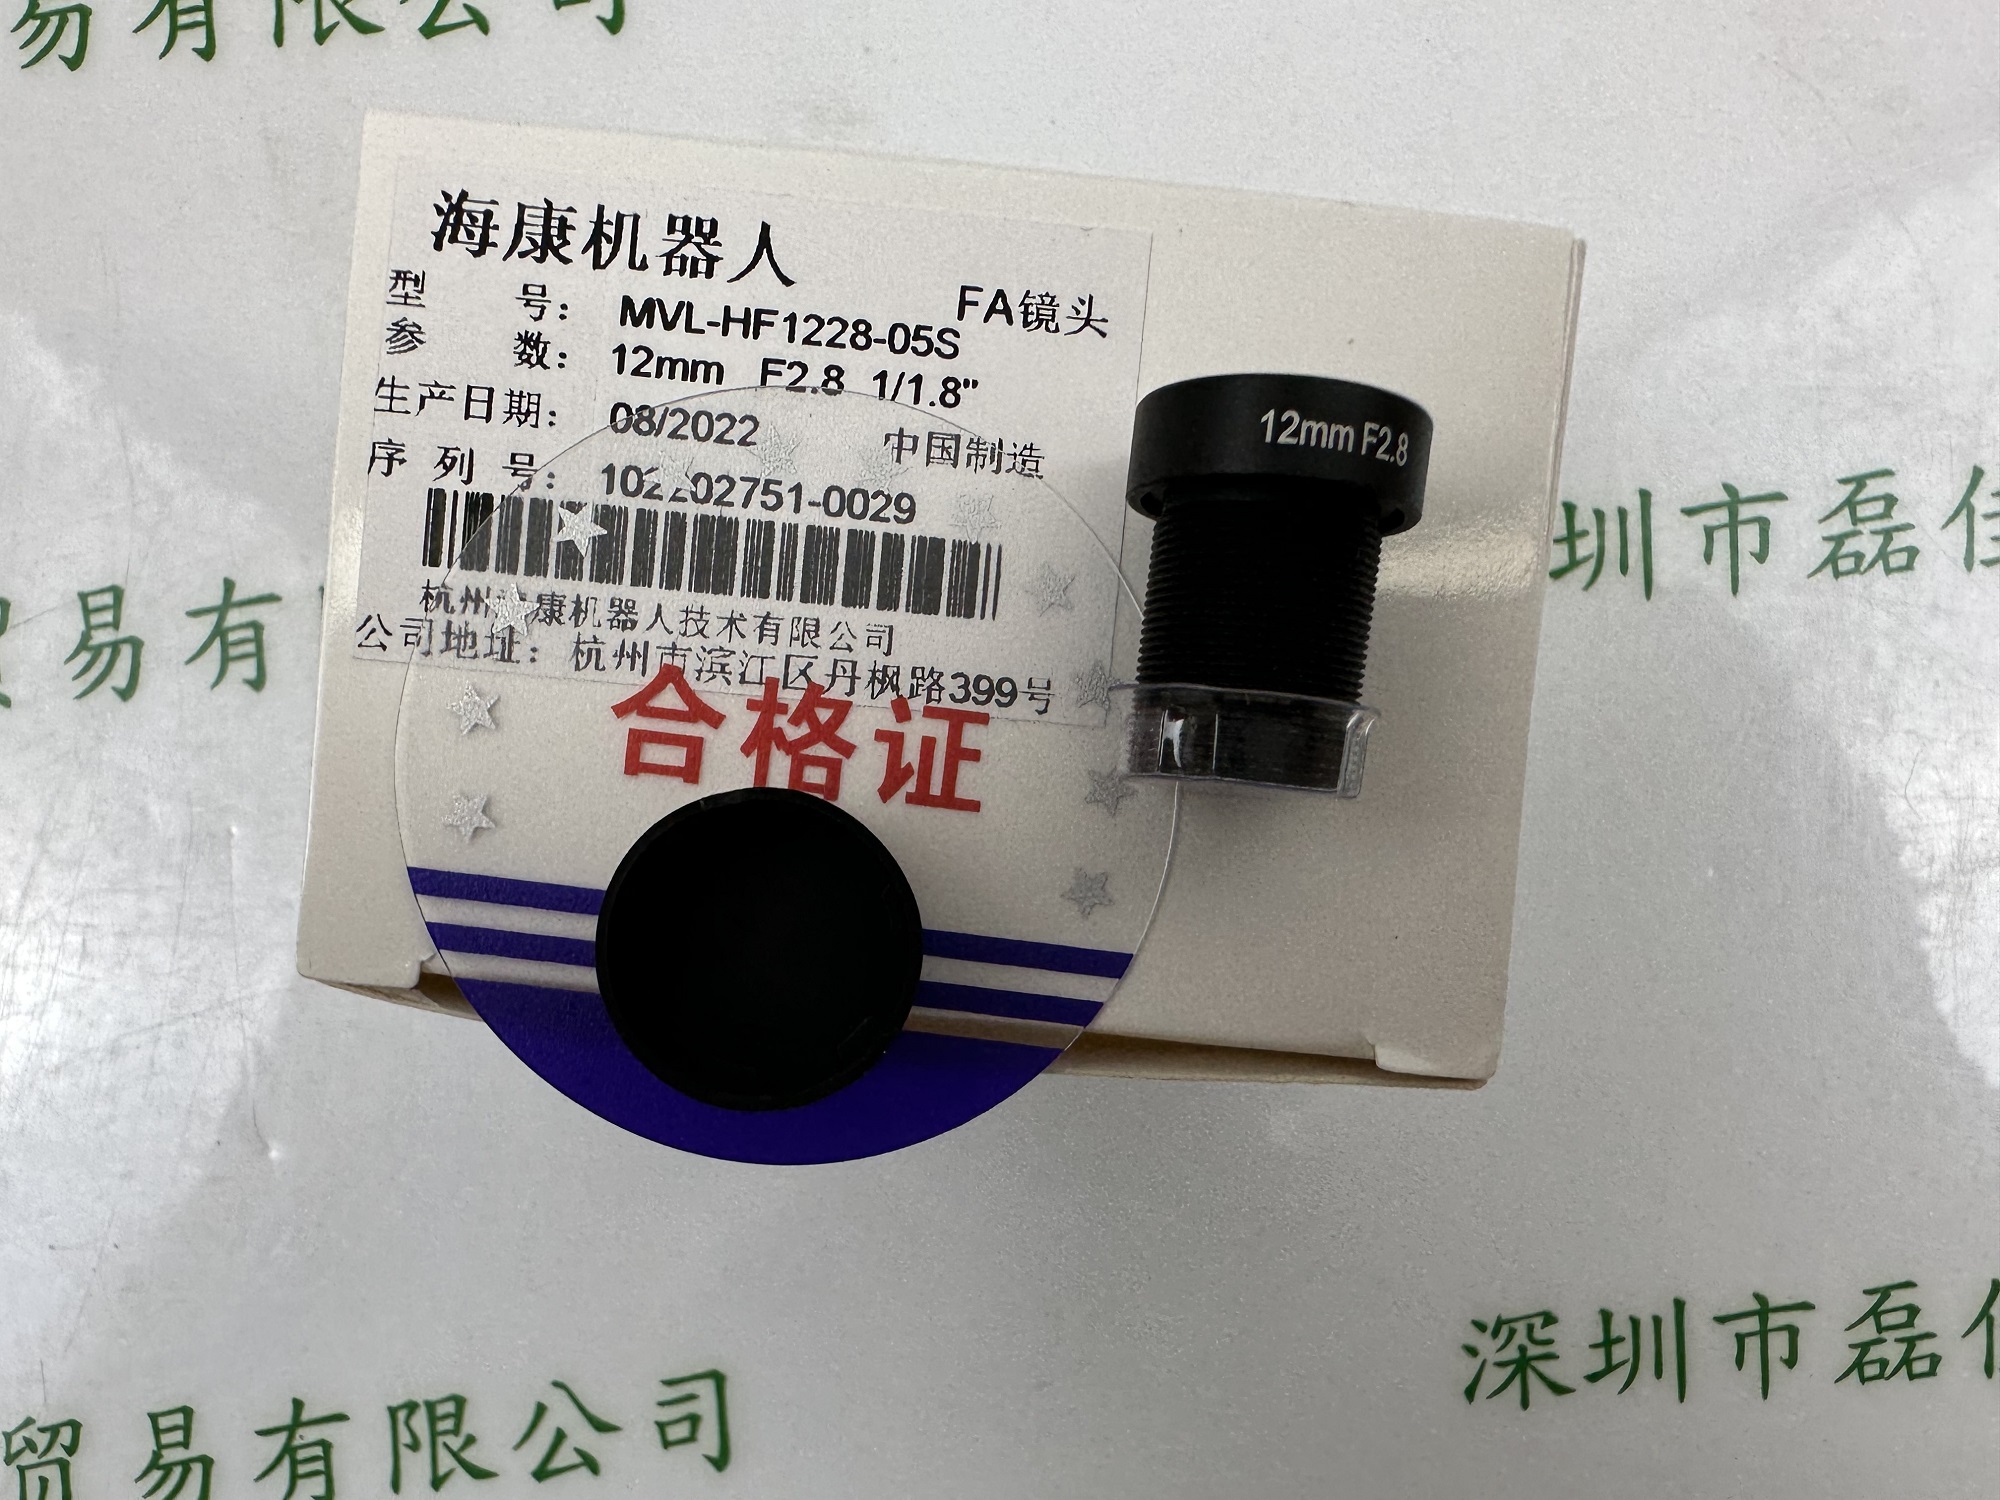 易有限公司
海康机器人
FA镜头
型 号： MVL-HF1228-05S
参 数： 12mm F2.8 1/1.8"
生产日期： 08/2022 中国制造
序 列 号： 102202751-0029
杭州海康机器人技术有限公司
公司地址： 杭州市滨江区丹枫路399号
合格证
12mm F2.8
贸易有
圳市磊佳
深圳市磊佳
贸易有限公司